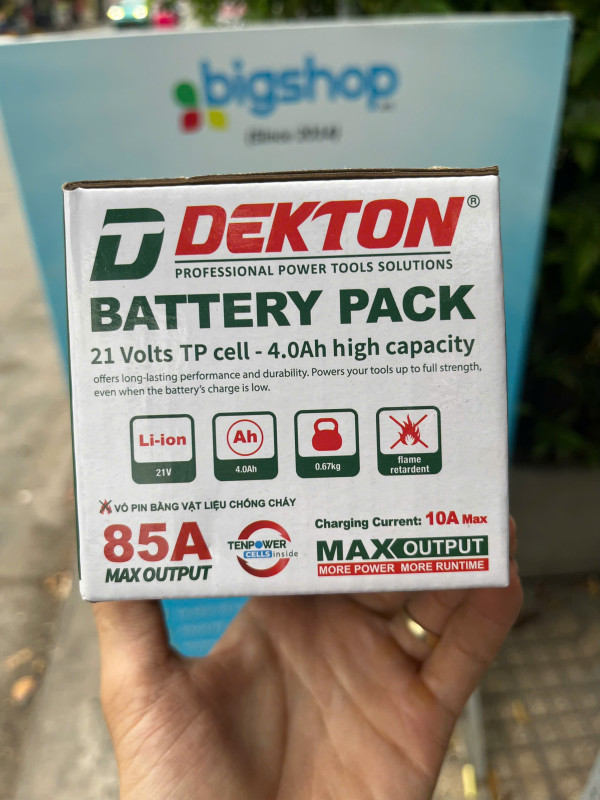 bigshop
DEKTON®
PROFESSIONAL POWER TOOLS SOLUTIONS
BATTERY PACK
21 Volts TP cell - 4.0Ah high capacity
offers long-lasting performance and durability. Powers your tools up to full strength,
even when the battery's charge is low.
Li-ion
21V
Ah
4.0Ah
0.67kg
flame
retardent
VỎ PIN BẰNG VẬT LIỆU CHỐNG CHÁY
85A
MAX OUTPUT
TENPOWER
CELLS inside
Charging Current: 10A Max
MAX OUTPUT
MORE POWER MORE RUNTIME